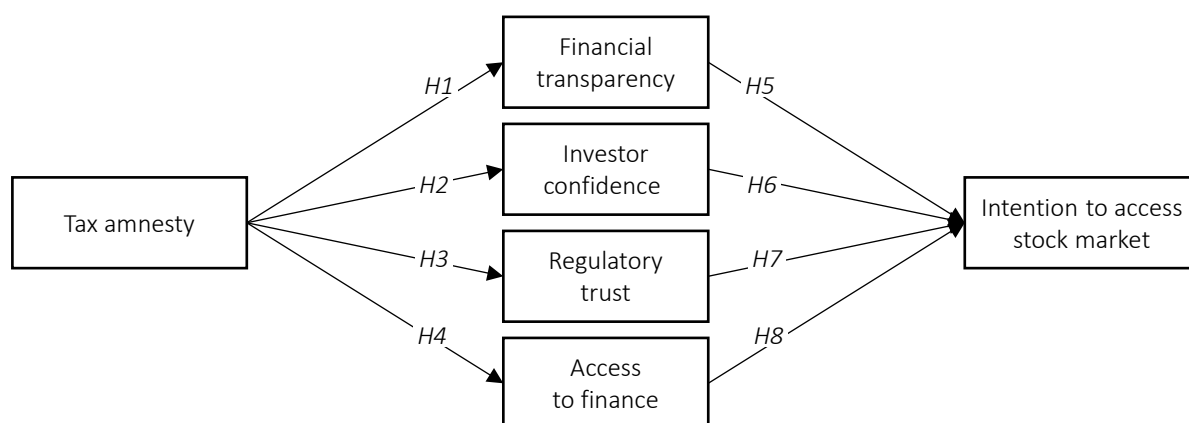 Financial
transparency
H1
H5
Investor
confidence
H2
H6
Tax amnesty
Intention to access
stock market
H3
Regulatory
trust
H7
H4
H8
Access
to finance